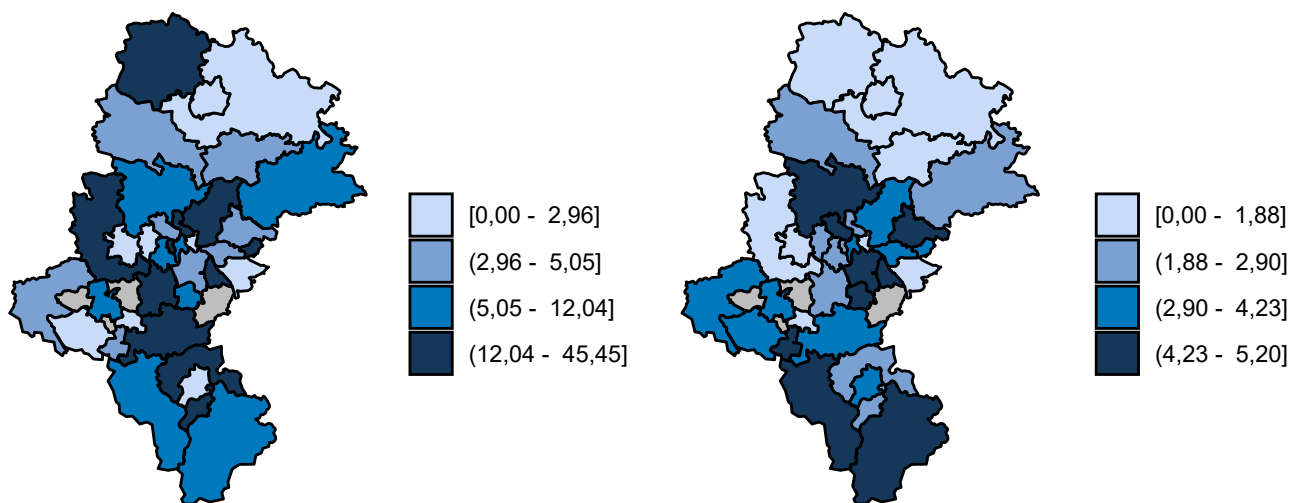 [0,00 - 2,96]
(2,96 - 5,05]
(5,05 - 12,04]
(12,04 - 45,45]
[0,00 - 1,88]
(1,88 - 2,90]
(2,90 - 4,23]
(4,23 - 5,20]